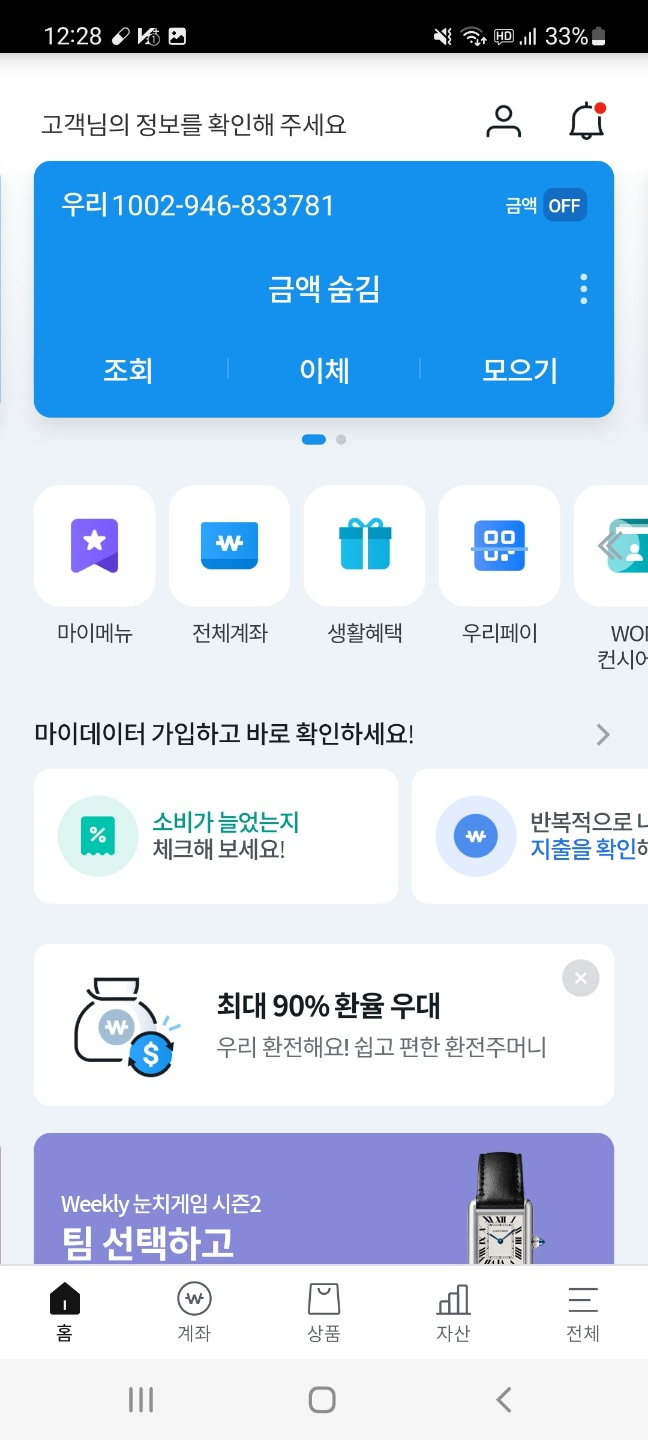 12:28
HD 33%
고객님의 정보를 확인해 주세요
우리 1002-946-833781
금액 OFF
금액 숨김
조회 이체 모으기
마이메뉴 전체계좌 생활혜택 우리페이
컨시어
마이데이터 가입하고 바로 확인하세요!
소비가 늘었는지
체크해 보세요!
반복적으로 나
지출을 확인해
최대 90% 환율 우대
우리 환전해요! 쉽고 편한 환전주머니
Weekly 눈치게임 시즌2
팀 선택하고
홈 계좌 상품 자산 전체